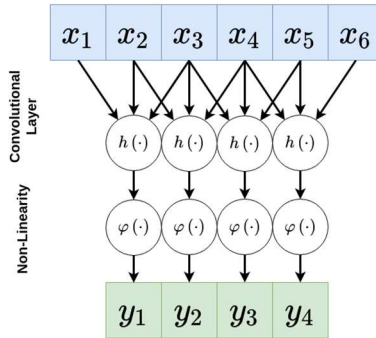 x₁ x₂ x₃ x₄ x₅ x₆
Convolutional
Layer
h (·) h (·) h (·) h (·)
Non-Linearity
φ (·) φ (·) φ (·) φ (·)
y₁ y₂ y₃ y₄